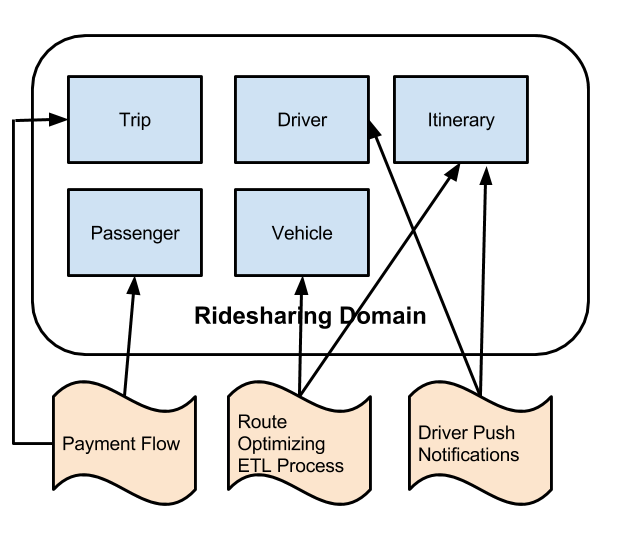 Trip
Driver
Itinerary
Passenger
Vehicle
Ridesharing Domain
Payment Flow
Route
Optimizing
ETL Process
Driver Push
Notifications